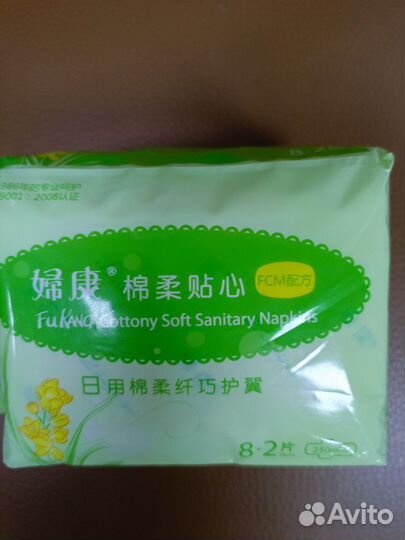 986年的专业呵护
9001：2008认证
婦康® 棉柔贴心 FCM配方
FUKANG Cottony Soft Sanitary Napkins
日用棉柔纤巧护翼
8+2片
240mm
Avito